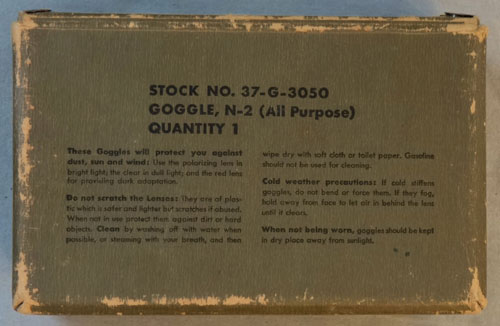 STOCK NO. 37-G-3050
GOGGLE, N-2 (All Purpose)
QUANTITY 1
These Goggles will protect you against
dust, sun and wind: Use the polarizing lens in
bright light; the clear in dull light; and the red lens
for providing dark adaptation.
Do not scratch the Lenses: They are of plas-
tic which is safer and lighter but scratches if abused.
When not in use protect them against dirt or hard
objects. Clean by washing off with water when
possible, or steaming with your breath, and then
wipe dry with soft cloth or toilet paper. Gasoline
should not be used for cleaning.
Cold weather precautions: If cold stiffens
goggles, do not bend or force them. If they fog,
hold away from face to let air in behind the lens
until it clears.
When not being worn, goggles should be kept
in dry place away from sunlight.